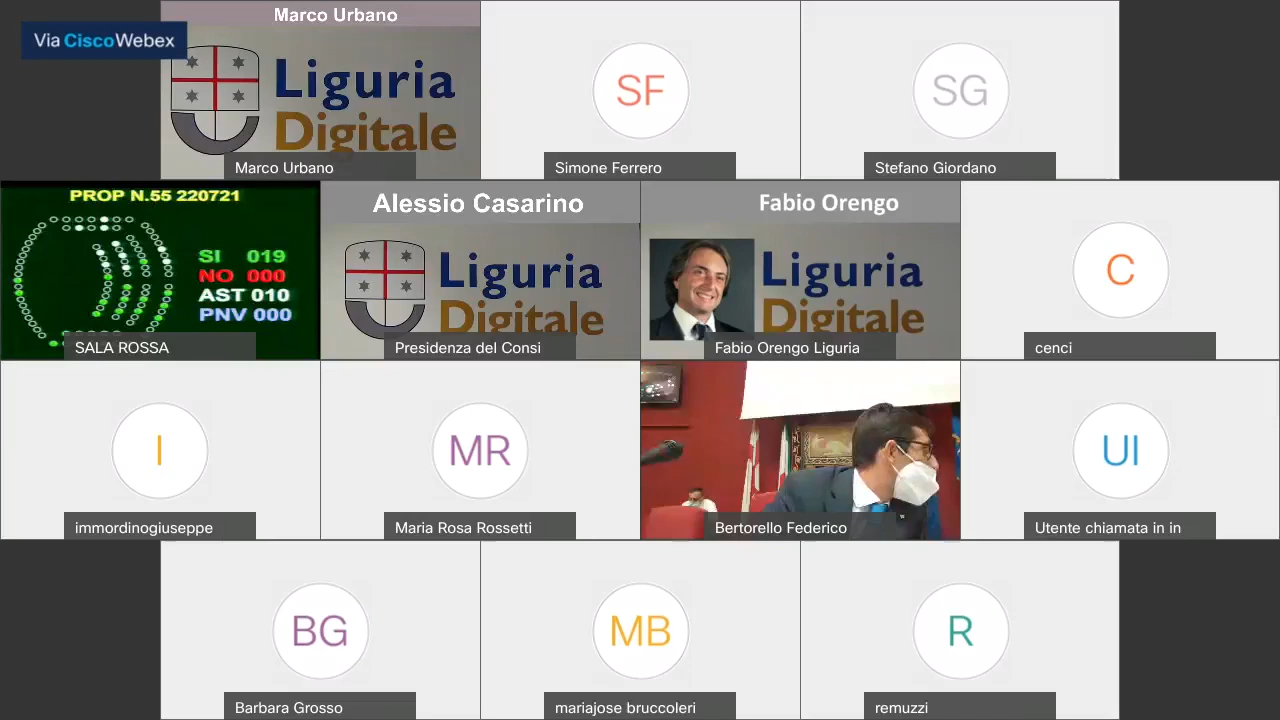 Marco Urbano
Via Cisco Webex
Liguria
Digitale
Marco Urbano
SF
Simone Ferrero
SG
Stefano Giordano
PROP N.55 220721
SI 019
NO 000
AST 010
PNV 000
SALA ROSSA
Alessio Casarino
Liguria
Digitale
Presidenza del Consi
Fabio Orengo
Liguria
Digitale
Fabio Orengo Liguria
C
cenci
I
immordinogiuseppe
MR
Maria Rosa Rossetti
Bertorello Federico
UI
Utente chiamata in in
BG
Barbara Grosso
MB
mariajose bruccoleri
R
remuzzi